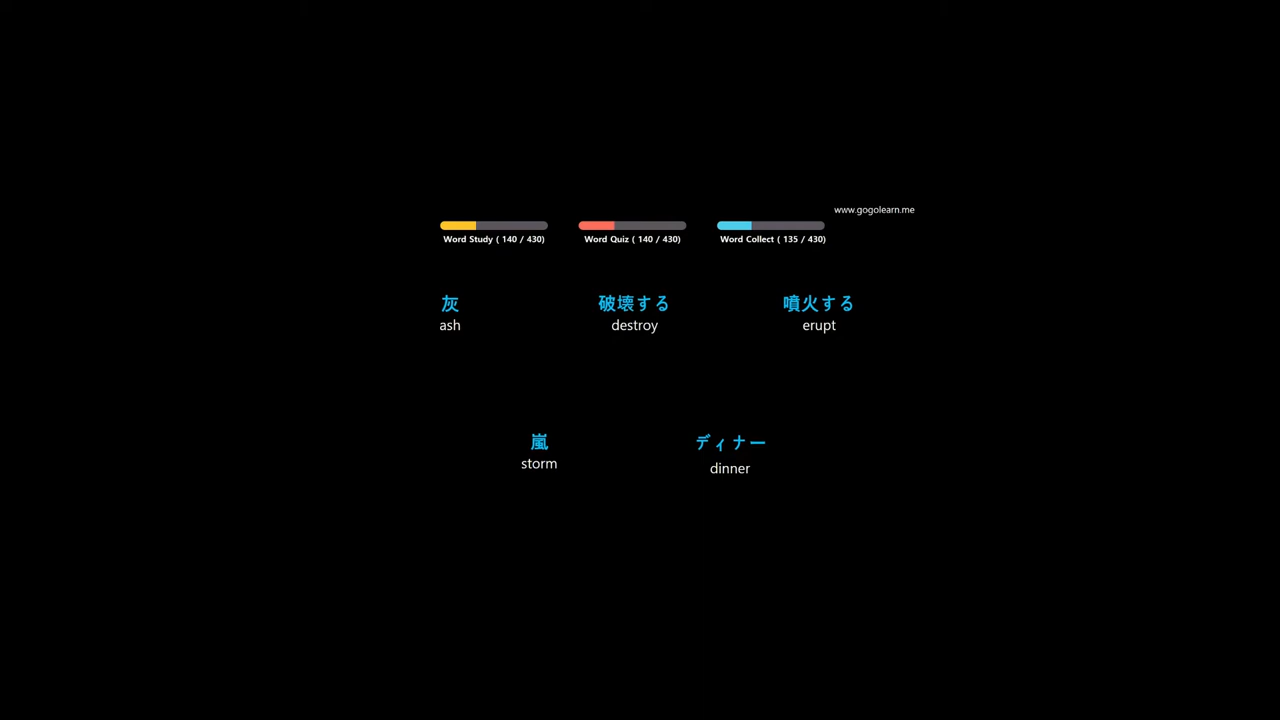 www.gogolearn.me
Word Study ( 140 / 430)
Word Quiz ( 140 / 430)
Word Collect ( 135 / 430)
灰
ash
破壊する
destroy
噴火する
erupt
嵐
storm
ディナー
dinner